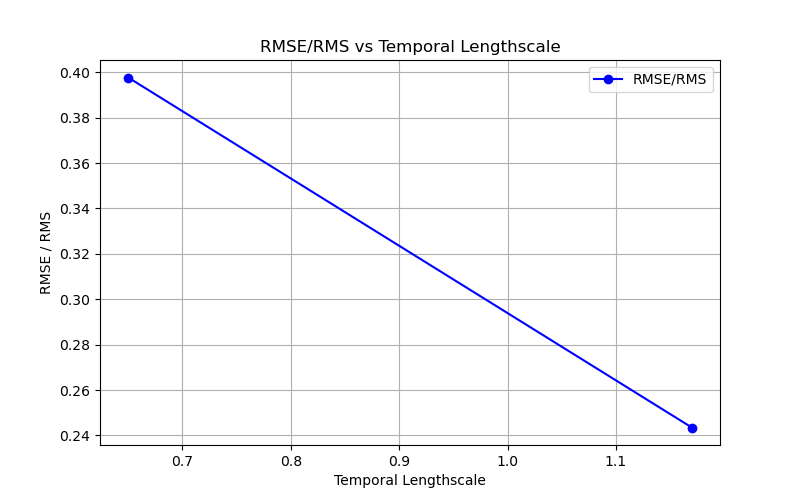 RMSE/RMS vs Temporal Lengthscale
RMSE/RMS
RMSE / RMS
0.40
0.38
0.36
0.34
0.32
0.30
0.28
0.26
0.24
0.7 0.8 0.9 1.0 1.1
Temporal Lengthscale